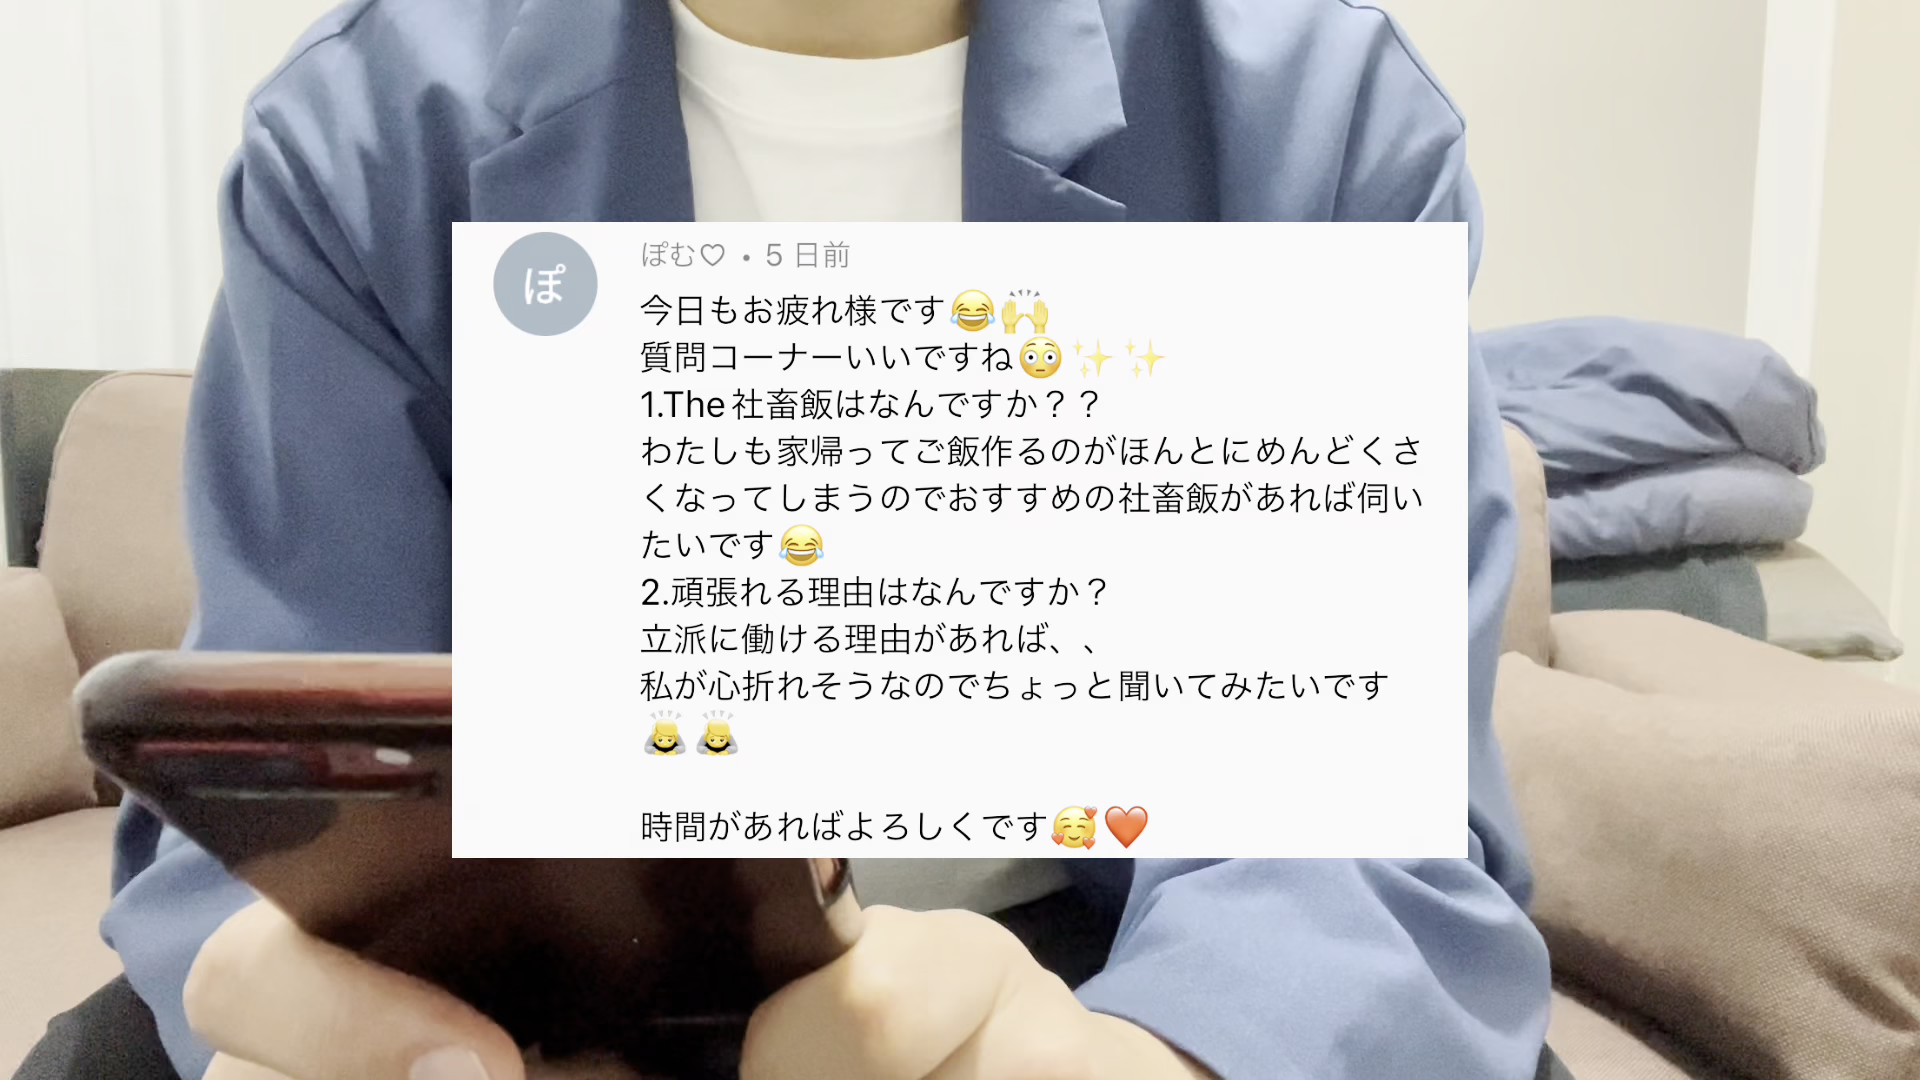 ぽ
ぽむ♡ • 5 日前
今日もお疲れ様です😂🙌
質問コーナーいいですね😳✨✨
1.The社畜飯はなんですか？？
わたしも家帰ってご飯作るのがほんとにめんどくさ
くなってしまうのでおすすめの社畜飯があれば伺い
たいです😂
2.頑張れる理由はなんですか？
立派に働ける理由があれば、、
私が心折れそうなのでちょっと聞いてみたいです
🙇🙇
時間があればよろしくです🥰❤️